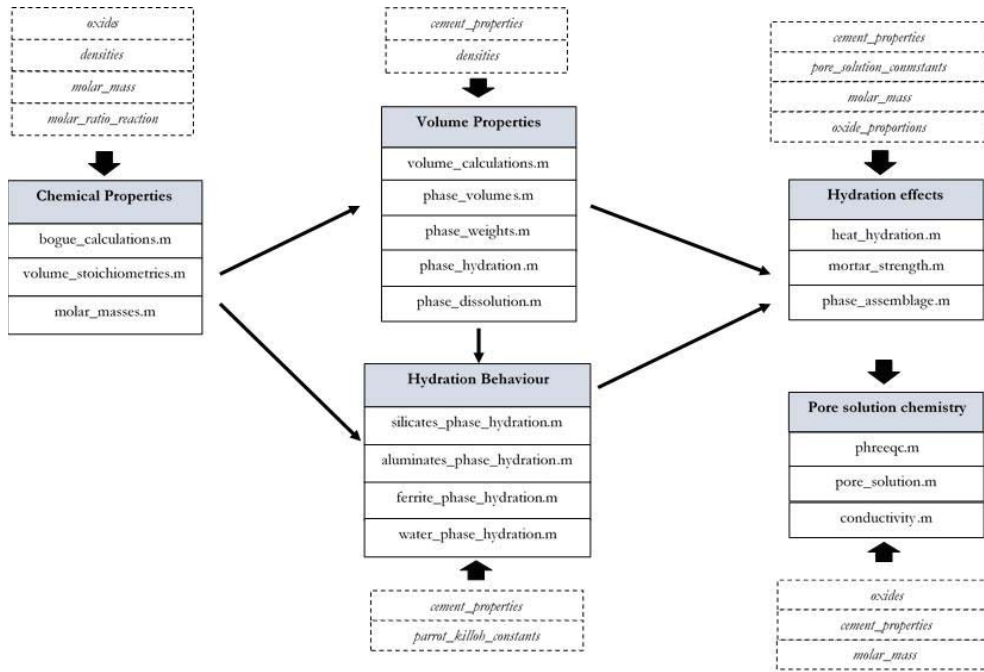 oxides
densities
molar_mass
molar_ratio_reaction
Chemical Properties
bogue_calculations.m
volume_stoichiometries.m
molar_masses.m
cement_properties
densities
Volume Properties
volume_calculations.m
phase_volumes.m
phase_weights.m
phase_hydration.m
phase_dissolution.m
Hydration Behaviour
silicates_phase_hydration.m
aluminates_phase_hydration.m
ferrite_phase_hydration.m
water_phase_hydration.m
cement_properties
parrot_killoh_constants
cement_properties
pore_solution_conmstants
molar_mass
oxide_proportions
Hydration effects
heat_hydration.m
mortar_strength.m
phase_assemblage.m
Pore solution chemistry
phreeqc.m
pore_solution.m
conductivity.m
oxides
cement_properties
molar_mass